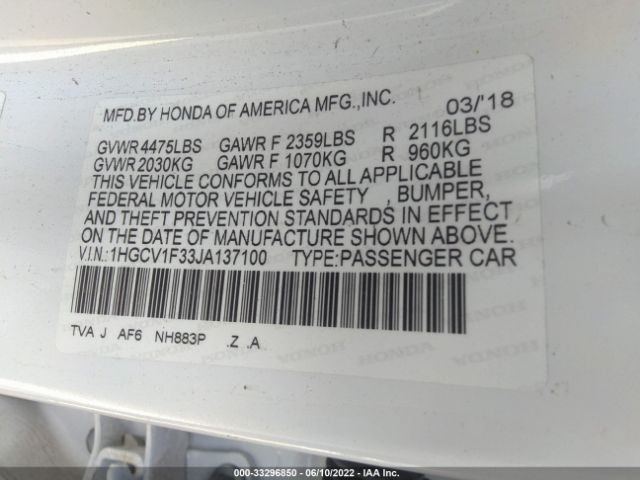 MFD.BY HONDA OF AMERICA MFG.,INC. 03/'18
GVWR 4475LBS GAWR F 2359LBS R 2116LBS
GVWR 2030KG GAWR F 1070KG R 960KG
THIS VEHICLE CONFORMS TO ALL APPLICABLE
FEDERAL MOTOR VEHICLE SAFETY , BUMPER,
AND THEFT PREVENTION STANDARDS IN EFFECT
ON THE DATE OF MANUFACTURE SHOWN ABOVE.
V.I.N.:1HGCV1F33JA137100 TYPE:PASSENGER CAR
TVA J AF6 NH883P .Z .A
000-33296850 - 06/10/2022 - IAA Inc.